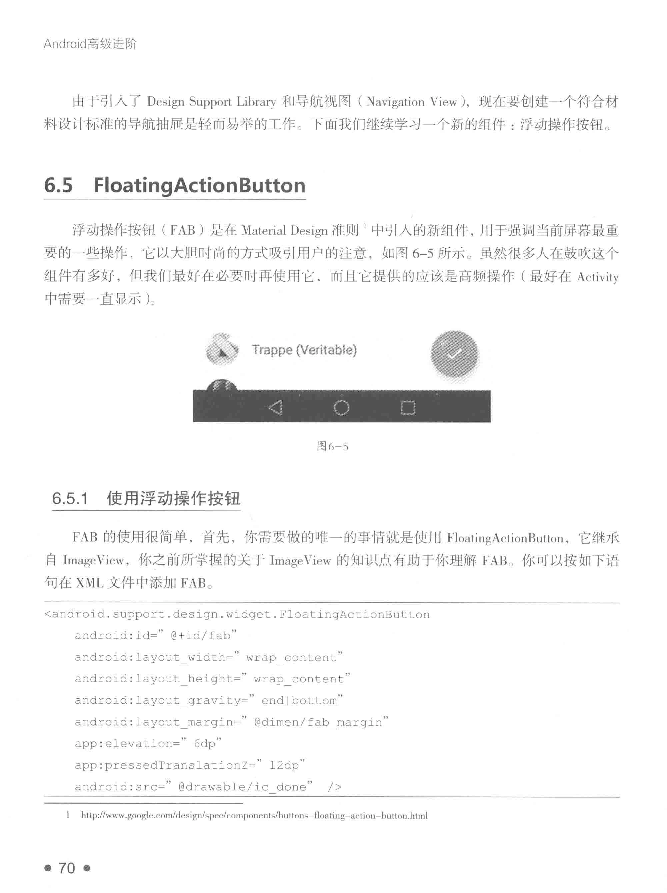 Android高级进阶
由于引入了 Design Support Library 和导航视图（Navigation View），现在要创建一个符合材
料设计标准的导航抽屉是轻而易举的工作。下面我们继续学习一个新的组件：浮动操作按钮。
6.5 FloatingActionButton
浮动操作按钮（FAB）是在 Material Design 准则1中引入的新组件，用于强调当前屏幕最重
要的一些操作，它以大胆时尚的方式吸引用户的注意，如图 6-5 所示。虽然很多人在鼓吹这个
组件有多好，但我们最好在必要时再使用它，而且它提供的应该是高频操作（最好在 Activity
中需要一直显示）。
Trappe (Veritable)
图6-5
6.5.1 使用浮动操作按钮
FAB 的使用很简单，首先，你需要做的唯一的事情就是使用 FloatingActionButton，它继承
自 ImageView，你之前所掌握的关于 ImageView 的知识点有助于你理解 FAB。你可以按如下语
句在 XML 文件中添加 FAB。
<android.support.design.widget.FloatingActionButton
android:id=” @+id/fab”
android:layout_width=” wrap_content”
android:layout_height=” wrap_content”
android:layout_gravity=” end|bottom”
android:layout_margin=” @dimen/fab_margin”
app:elevation=” 6dp”
app:pressedTranslationZ=” 12dp”
android:src=” @drawable/ic_done” />
1 http://www.google.com/design/spec/components/buttons-floating-action-button.html
• 70 •